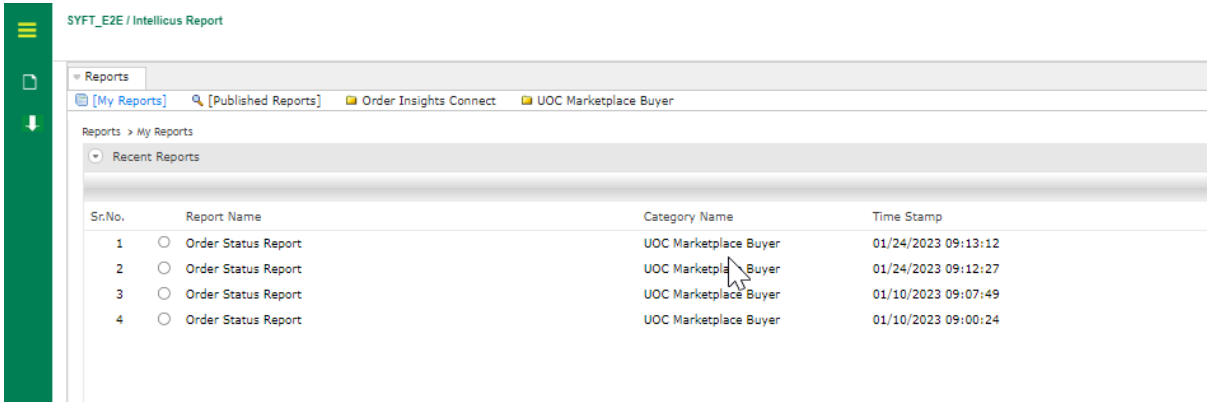 SYFT_E2E / Intellicus Report
Reports
[My Reports] [Published Reports] Order Insights Connect UOC Marketplace Buyer
Reports > My Reports
Recent Reports
Sr.No. Report Name Category Name Time Stamp
1 Order Status Report UOC Marketplace Buyer 01/24/2023 09:13:12
2 Order Status Report UOC Marketplace Buyer 01/24/2023 09:12:27
3 Order Status Report UOC Marketplace Buyer 01/10/2023 09:07:49
4 Order Status Report UOC Marketplace Buyer 01/10/2023 09:00:24